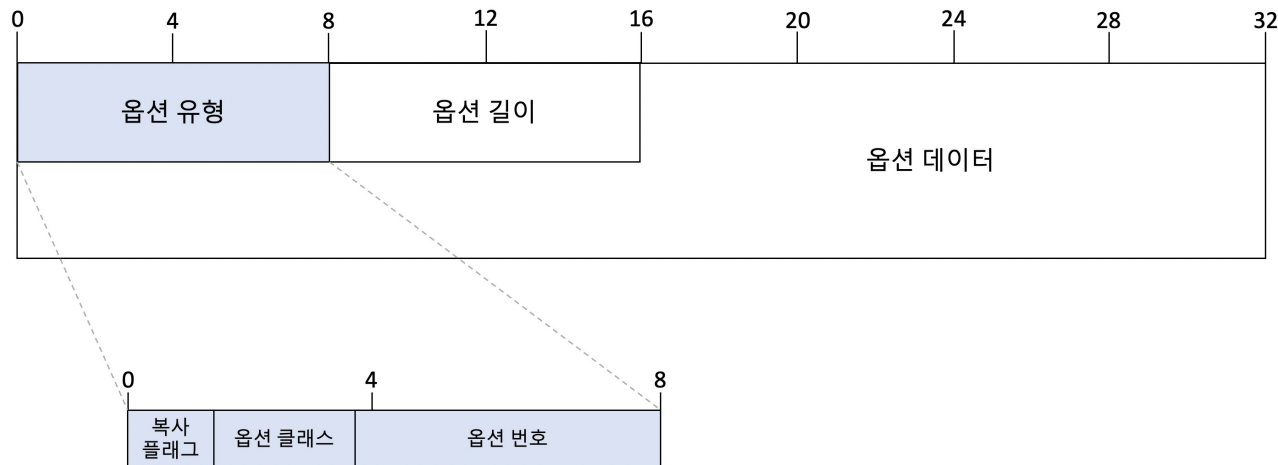 0 4 8 12 16 20 24 28 32
옵션 유형 옵션 길이
옵션 데이터
0 4 8
복사
플래그 옵션 클래스 옵션 번호